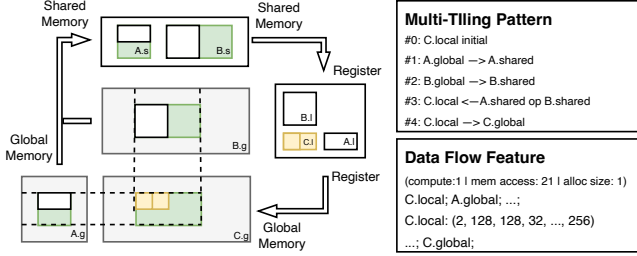 Shared
Memory
Shared
Memory
A.s
B.s
Register
B.l
C.l
A.l
Global
Memory
B.g
Register
Global
Memory
A.g
C.g
Multi-TIling Pattern
#0: C.local initial
#1: A.global —> A.shared
#2: B.global —> B.shared
#3: C.local <—A.shared op B.shared
#4: C.local —> C.global
Data Flow Feature
(compute:1 I mem access: 21 I alloc size: 1)
C.local; A.global; ...;
C.local: (2, 128, 128, 32, ..., 256)
...; C.global;